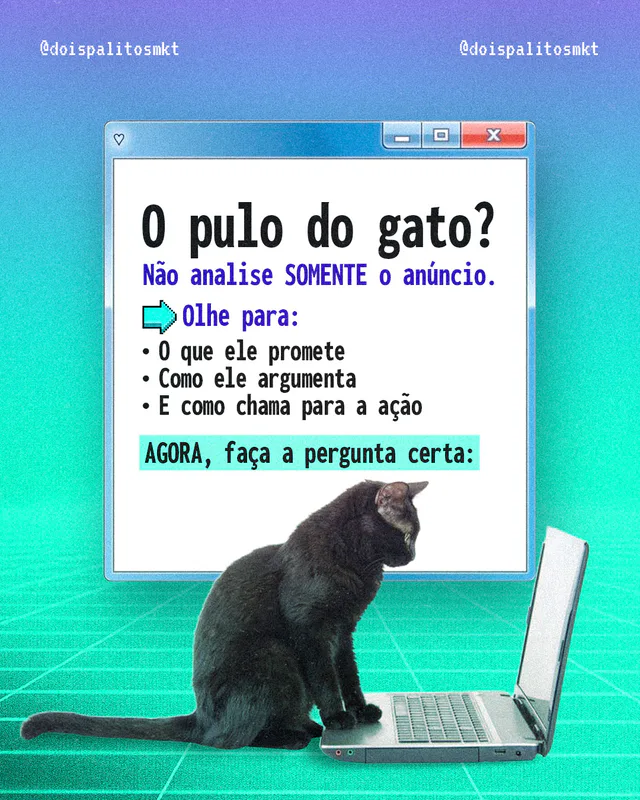 @doispalitosmkt @doispalitosmkt
O pulo do gato?
Não analise SOMENTE o anúncio.
Olhe para:
• O que ele promete
• Como ele argumenta
• E como chama para a ação
AGORA, faça a pergunta certa: